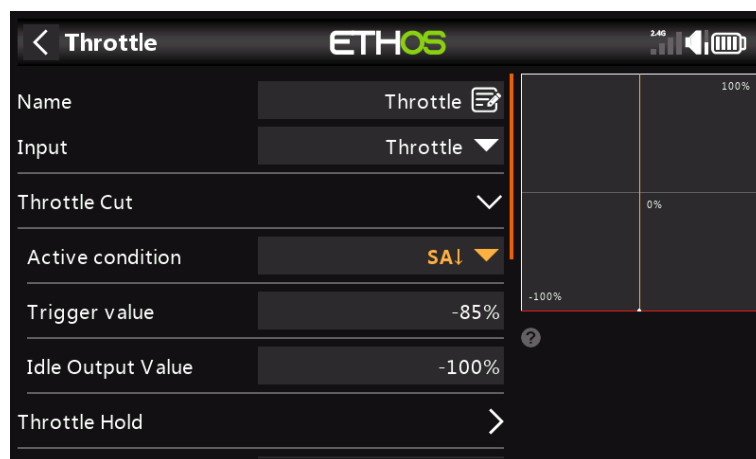 Throttle
ETHOS
2.4G
Name
Throttle
Input
Throttle
Throttle Cut
Active condition
SA↓
Trigger value
-85%
Idle Output Value
-100%
Throttle Hold
100%
0%
-100%
?